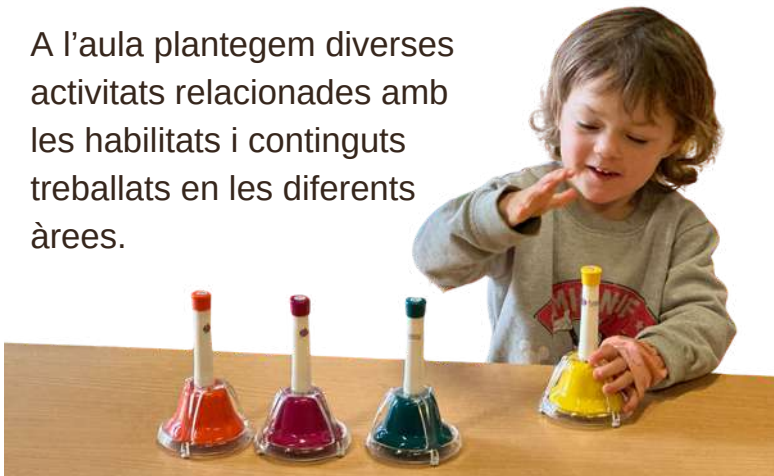 A l’aula plantegem diverses
activitats relacionades amb
les habilitats i continguts
treballats en les diferents
àrees.